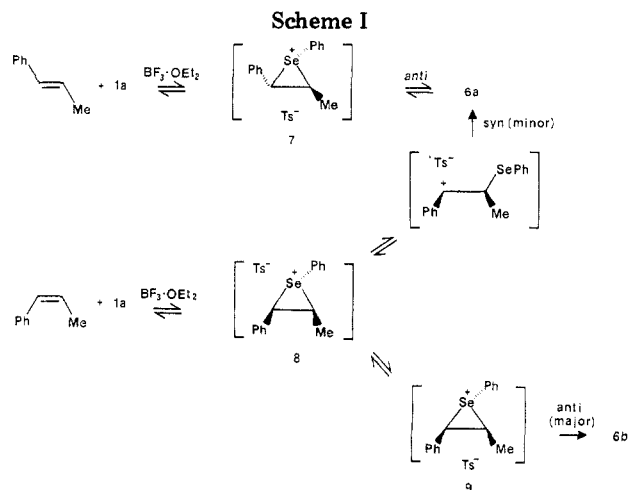 Scheme I
Ph
Me
+ 1a
BF₃·OEt₂
Ph
Se
+
Ph
Me
Ts⁻
7
anti
6a
syn (minor)
Ts⁻
+
SePh
Ph
Me
Ph
Me
+ 1a
BF₃·OEt₂
Ts⁻
+
Ph
Se
Ph
Me
8
+
Ph
Se
Ph
Me
Ts⁻
9
anti
(major)
6b